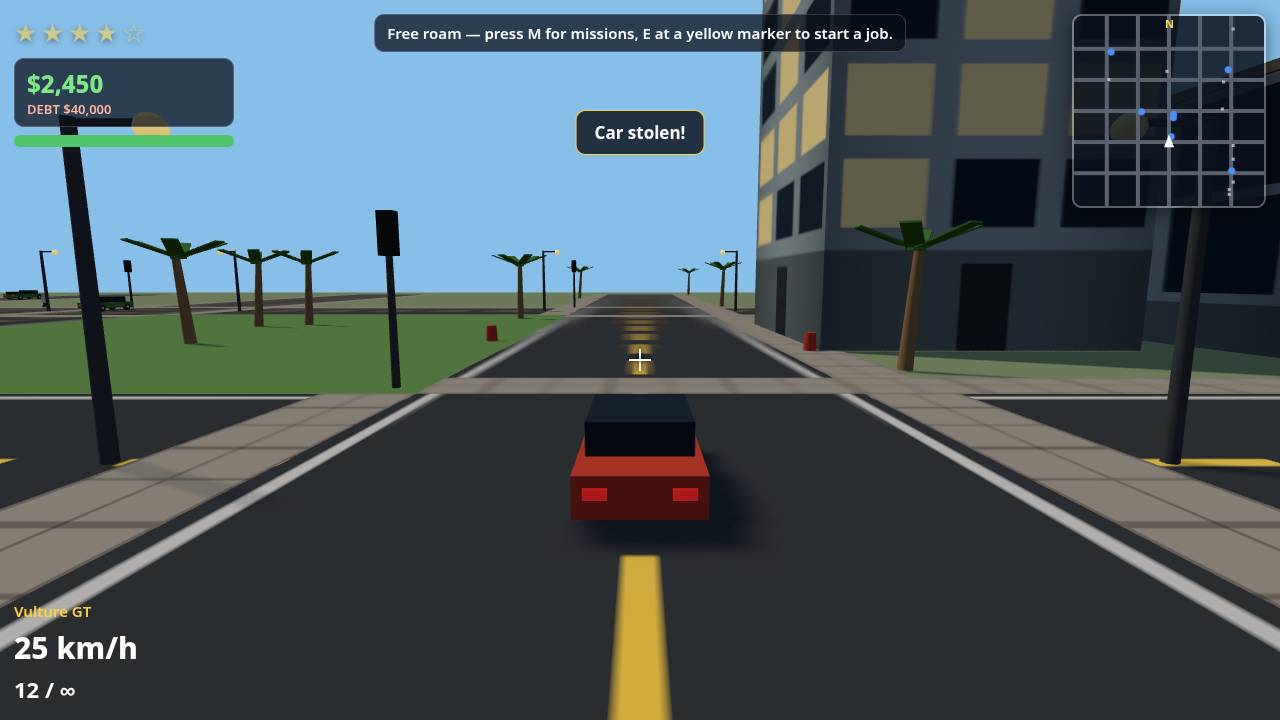 Free roam — press M for missions, E at a yellow marker to start a job.
N
$2,450
DEBT $40,000
Car stolen!
Vulture GT
25 km/h
12 / ∞